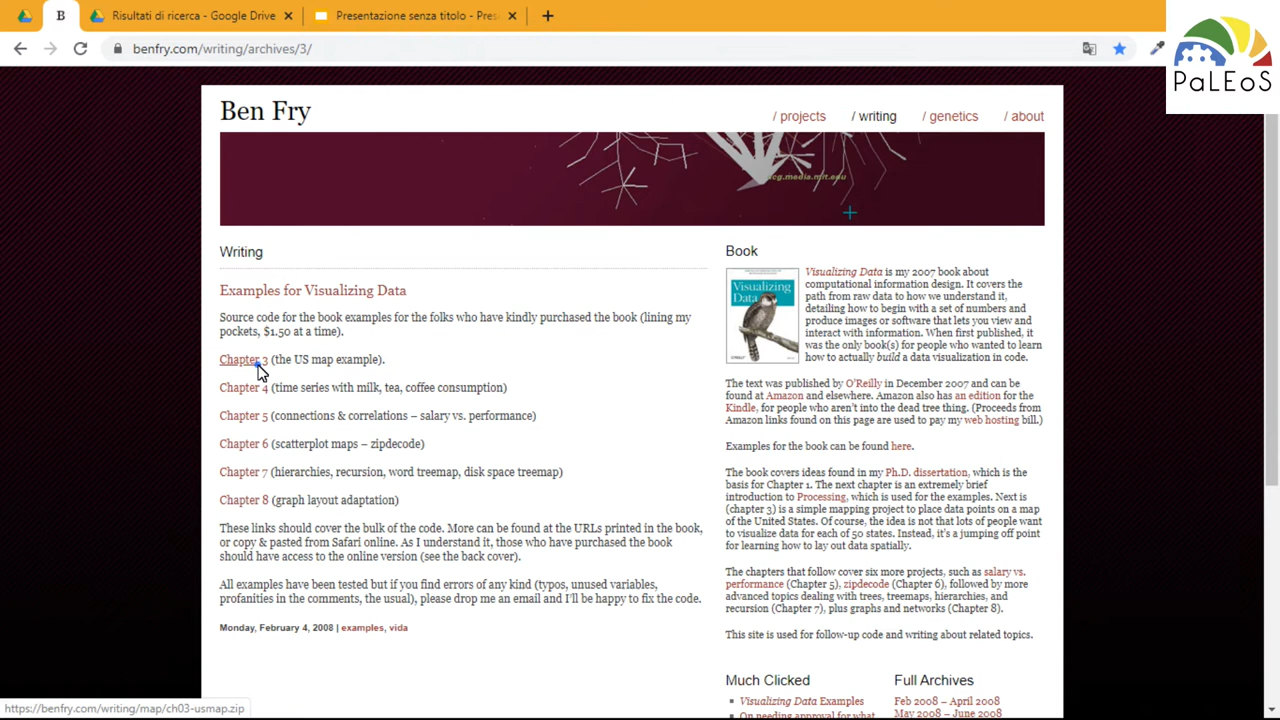 B
Risultati di ricerca - Google Drive
Presentazione senza titolo - Pres
benfry.com/writing/archives/3/
PaLEoS
Ben Fry
/ projects / writing / genetics / about
Writing
Examples for Visualizing Data
Source code for the book examples for the folks who have kindly purchased the book (lining my
pockets, $1.50 at a time).
Chapter 3 (the US map example).
Chapter 4 (time series with milk, tea, coffee consumption)
Chapter 5 (connections & correlations – salary vs. performance)
Chapter 6 (scatterplot maps – zipdecode)
Chapter 7 (hierarchies, recursion, word treemap, disk space treemap)
Chapter 8 (graph layout adaptation)
These links should cover the bulk of the code. More can be found at the URLs printed in the book,
or copy & pasted from Safari online. As I understand it, those who have purchased the book
should have access to the online version (see the back cover).
All examples have been tested but if you find errors of any kind (typos, unused variables,
profanities in the comments, the usual), please drop me an email and I'll be happy to fix the code.
Monday, February 4, 2008 | examples, vida
Book
Visualizing
Data
O'REILLY
Visualizing Data is my 2007 book about
computational information design. It covers the
path from raw data to how we understand it,
detailing how to begin with a set of numbers and
produce images or software that lets you view and
interact with information. When first published, it
was the only book(s) for people who wanted to learn
how to actually build a data visualization in code.
The text was published by O'Reilly in December 2007 and can be
found at Amazon and elsewhere. Amazon also has an edition for the
Kindle, for people who aren't into the dead tree thing. (Proceeds from
Amazon links found on this page are used to pay my web hosting bill.)
Examples for the book can be found here.
The book covers ideas found in my Ph.D. dissertation, which is the
basis for Chapter 1. The next chapter is an extremely brief
introduction to Processing, which is used for the examples. Next is
(chapter 3) is a simple mapping project to place data points on a map
of the United States. Of course, the idea is not that lots of people want
to visualize data for each of 50 states. Instead, it's a jumping off point
for learning how to lay out data spatially.
The chapters that follow cover six more projects, such as salary vs.
performance (Chapter 5), zipdecode (Chapter 6), followed by more
advanced topics dealing with trees, treemaps, hierarchies, and
recursion (Chapter 7), plus graphs and networks (Chapter 8).
This site is used for follow-up code and writing about related topics.
Much Clicked
Visualizing Data Examples
On needing approval for what
Full Archives
Feb 2008 – April 2008
May 2008 – June 2008
https://benfry.com/writing/map/ch03-usmap.zip